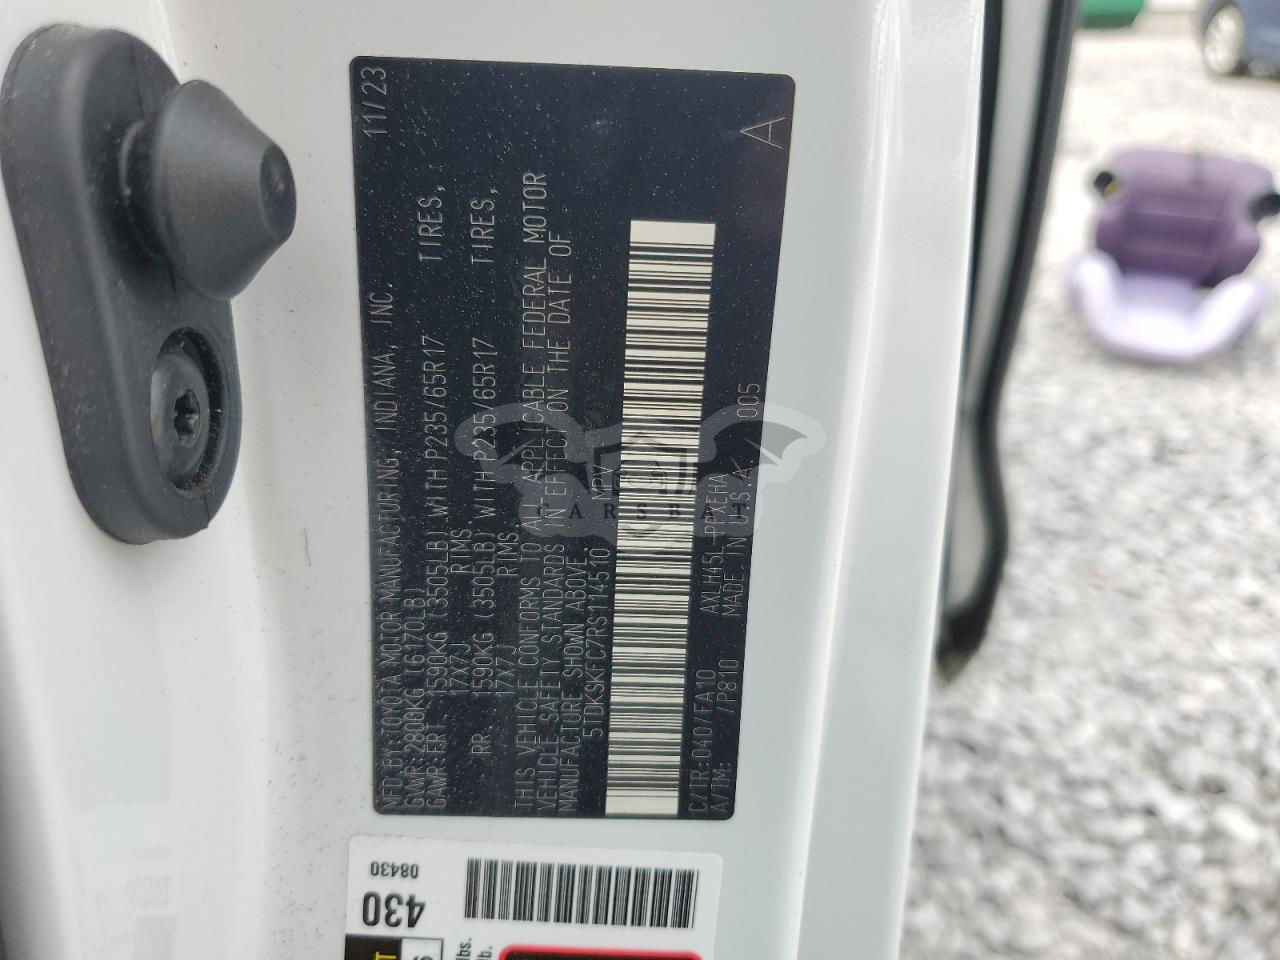 MFD.BY:TOYOTA MOTOR MANUFACTURING, INDIANA, INC. 11/23
GVWR:2800KG (6170LB)
GAWR:FRT. 1590KG (3505LB) WITH P235/65R17 TIRES,
17X7J RIMS,
RR. 1590KG (3505LB) WITH P235/65R17 TIRES,
17X7J RIMS,
THIS VEHICLE CONFORMS TO ALL APPLICABLE FEDERAL MOTOR
VEHICLE SAFETY STANDARDS IN EFFECT ON THE DATE OF
MANUFACTURE SHOWN ABOVE.
5TDKSKFC7RS114510 MPV
A
C/TR:040/FA10 AXLH45L-PPXEHA
A/TM: /P810 MADE IN U.S.A. 005
CARSBAT
08430
430
lbs.
lb.